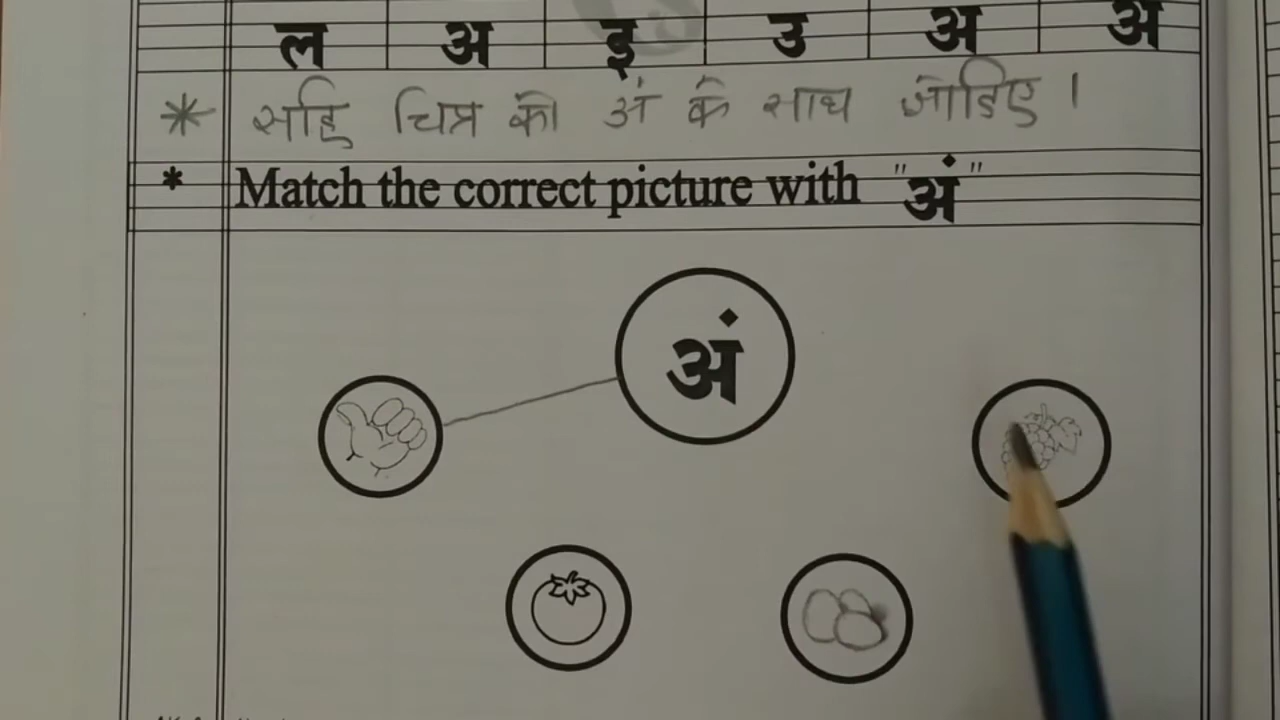 ल अ इ उ अ अ
* सहि चित्र को अं के साथ जोडिए ।
* Match the correct picture with "अं"
अं